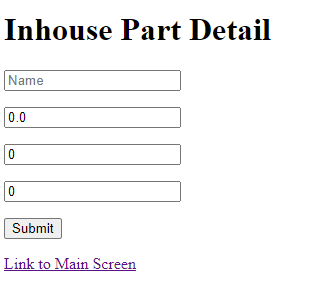 Inhouse Part Detail
Name
0.0
0
0
Submit
Link to Main Screen